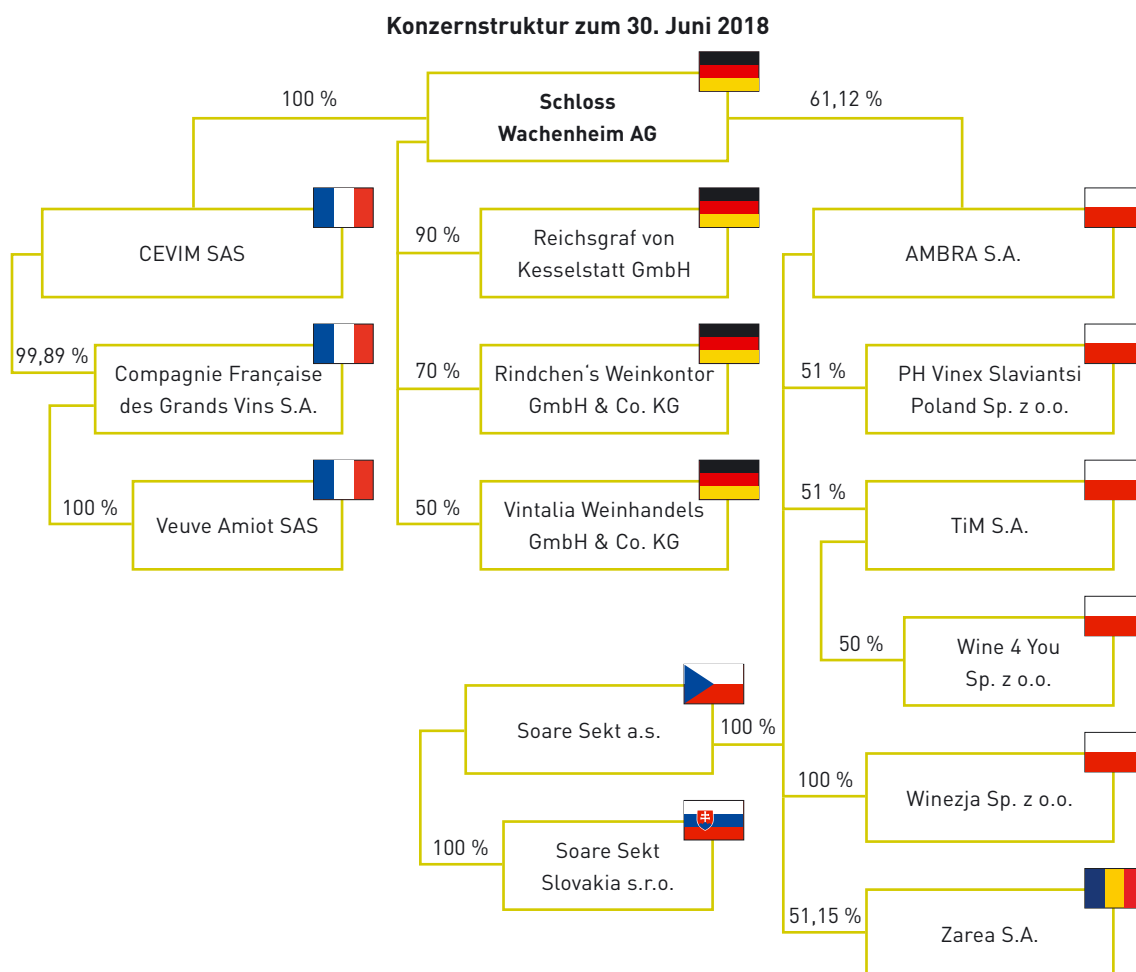 Konzernstruktur zum 30. Juni 2018
100 %
Schloss
Wachenheim AG
61,12 %
CEVIM SAS
90 %
Reichsgraf von
Kesselstatt GmbH
AMBRA S.A.
99,89 %
Compagnie Française
des Grands Vins S.A.
70 %
Rindchen‘s Weinkontor
GmbH & Co. KG
51 %
PH Vinex Slaviantsi
Poland Sp. z o.o.
100 %
Veuve Amiot SAS
50 %
Vintalia Weinhandels
GmbH & Co. KG
51 %
TiM S.A.
50 %
Wine 4 You
Sp. z o.o.
Soare Sekt a.s.
100 %
100 %
Winezja Sp. z o.o.
100 %
Soare Sekt
Slovakia s.r.o.
51,15 %
Zarea S.A.